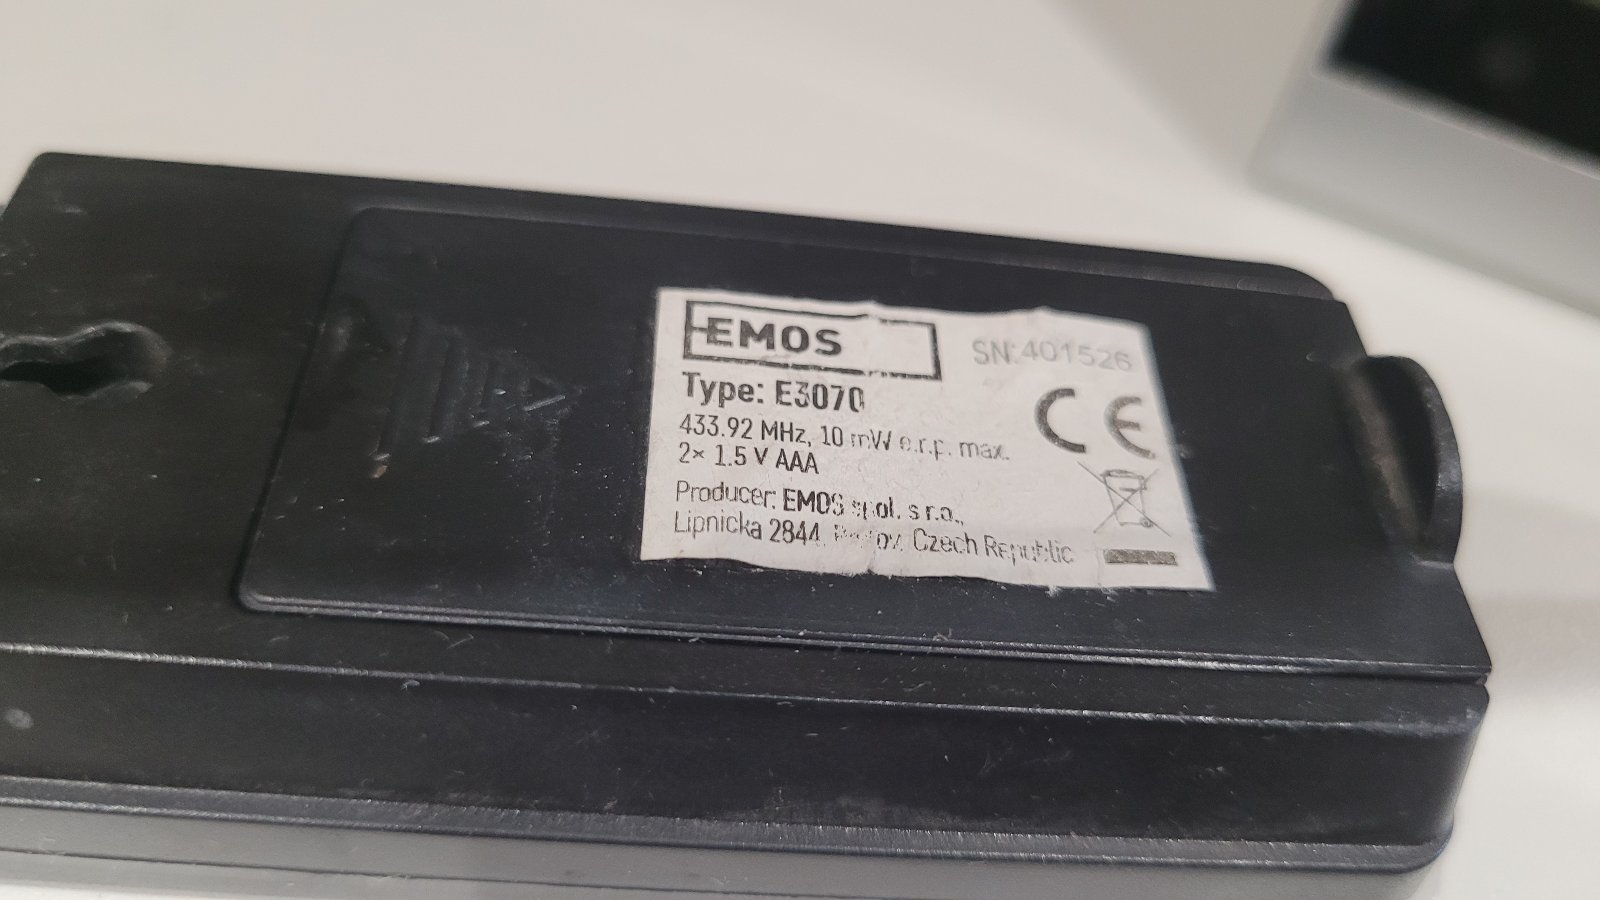 EMOS
SN:401526
Type: E3070
433.92 MHz, 10 mW e.r.p. max.
2× 1.5 V AAA
CE
Producer: EMOS spol. s r.o.,
Lipnicka 2844, Czech Republic